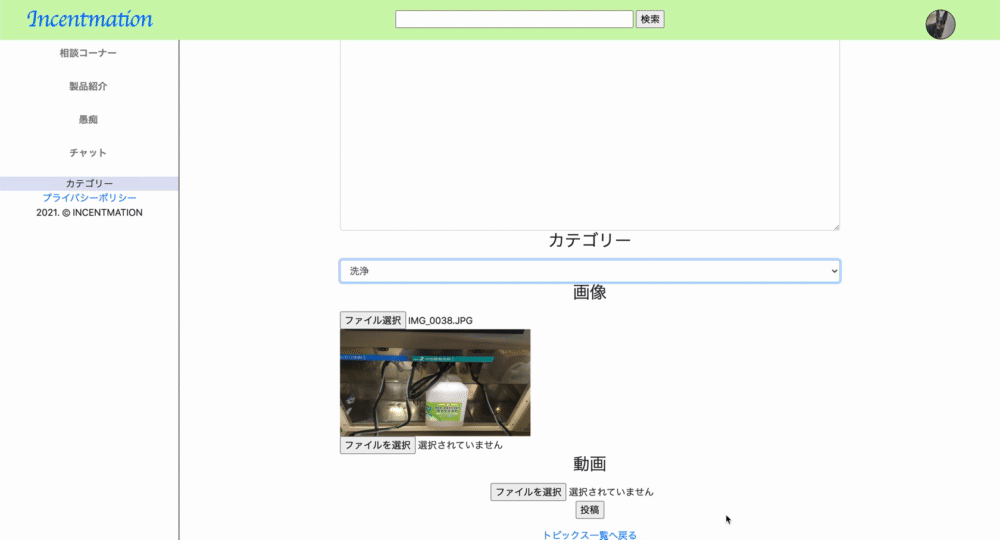 Incentmation
検索
相談コーナー
製品紹介
愚痴
チャット
カテゴリー
プライバシーポリシー
2021. © INCENTMATION
カテゴリー
洗浄
画像
ファイル選択 IMG_0038.JPG
ファイルを選択 選択されていません
動画
ファイルを選択 選択されていません
投稿
トピックス一覧へ戻る